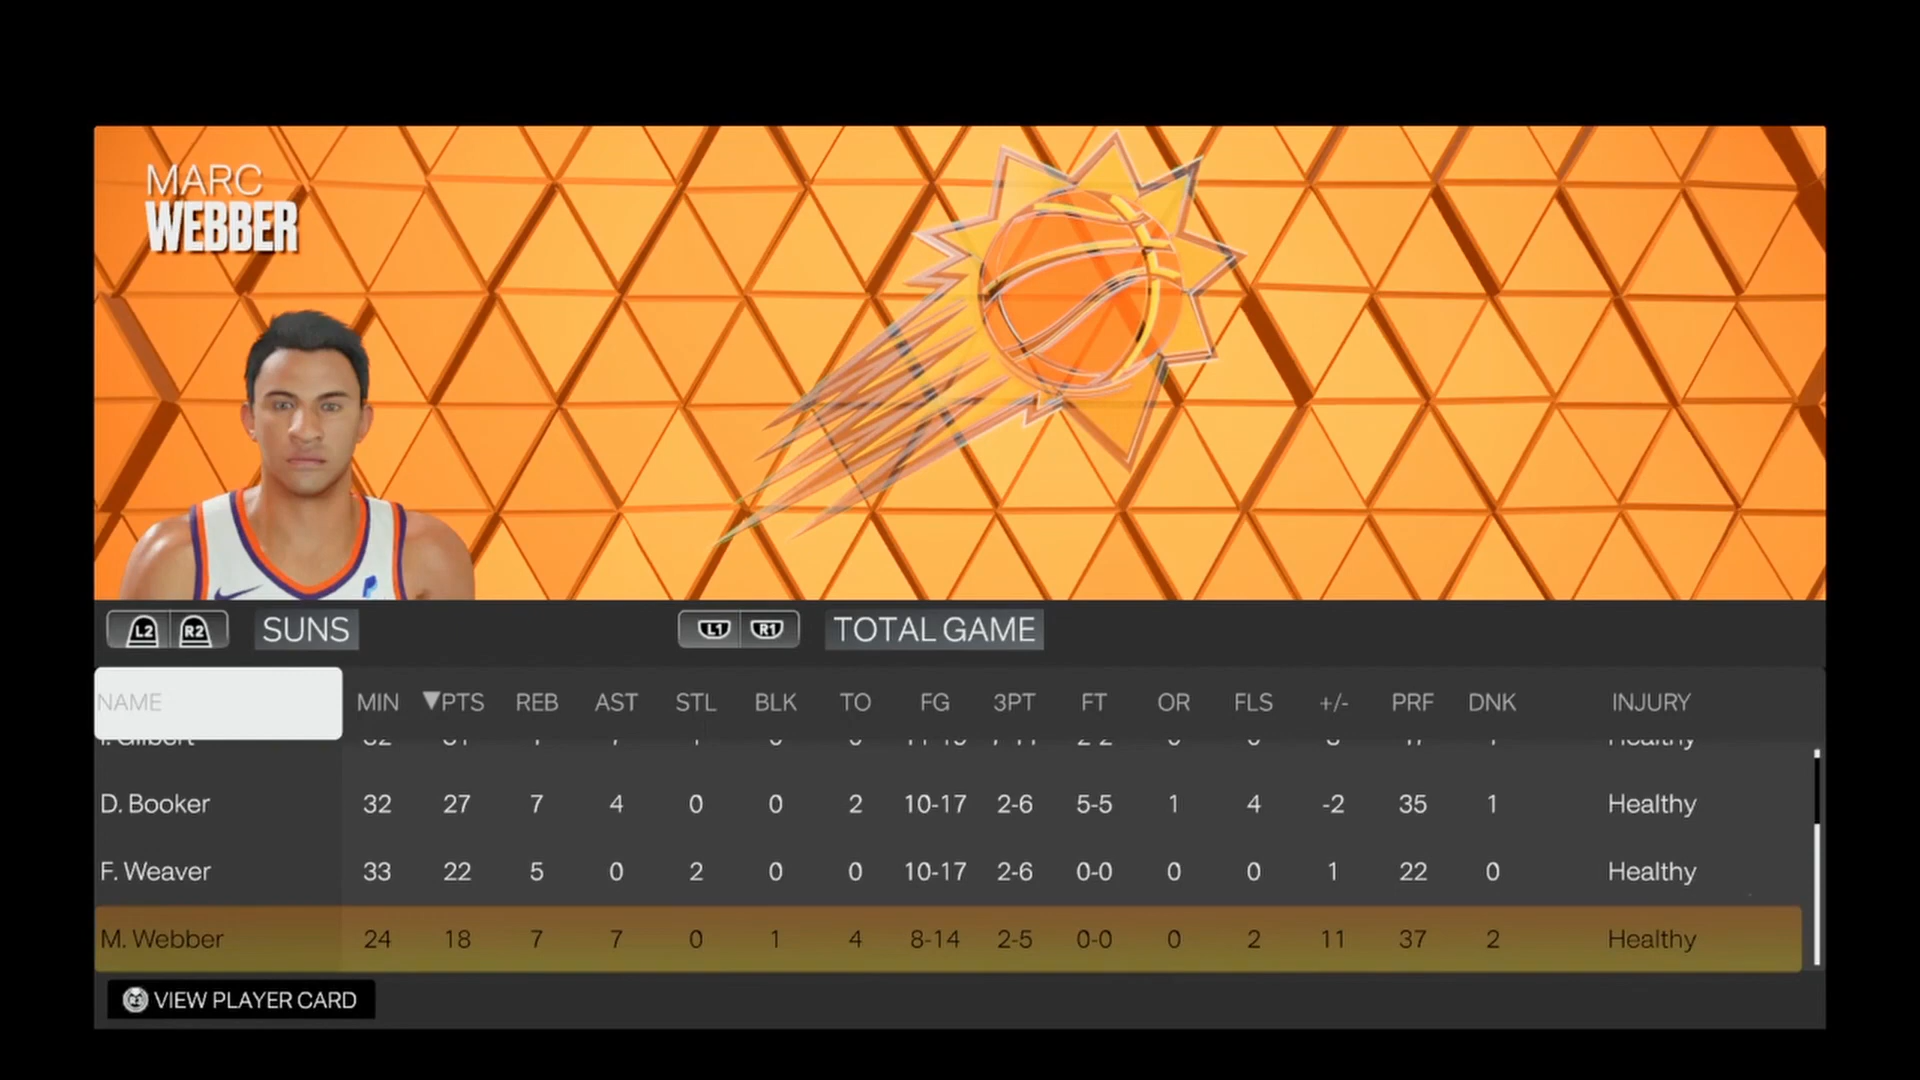 MARC
WEBBER
L2 R2 SUNS L1 R1 TOTAL GAME
NAME MIN ▼PTS REB AST STL BLK TO FG 3PT FT OR FLS +/- PRF DNK INJURY
D. Booker 32 27 7 4 0 0 2 10-17 2-6 5-5 1 4 -2 35 1 Healthy
F. Weaver 33 22 5 0 2 0 0 10-17 2-6 0-0 0 0 1 22 0 Healthy
M. Webber 24 18 7 7 0 1 4 8-14 2-5 0-0 0 2 11 37 2 Healthy
VIEW PLAYER CARD